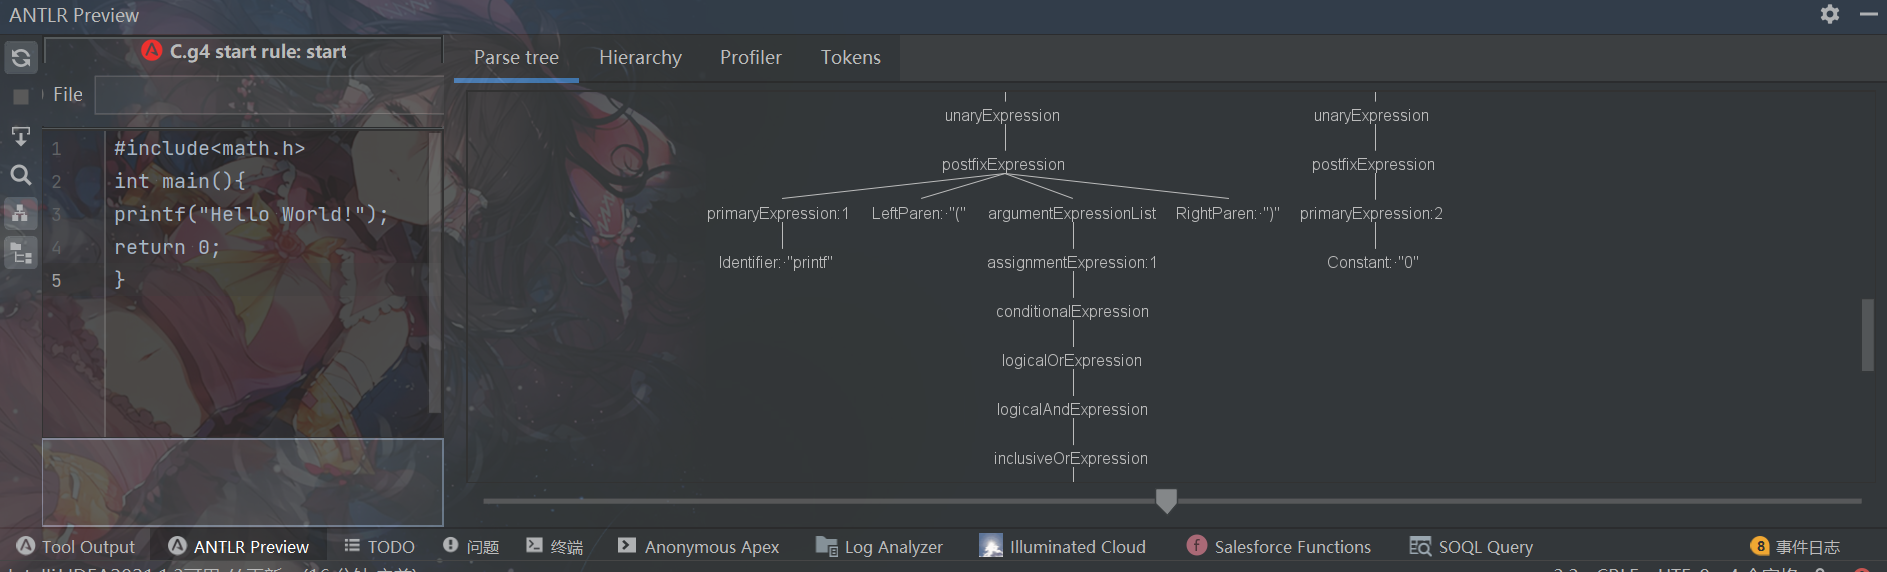 ANTLR Preview
C.g4 start rule: start
File
Parse tree
Hierarchy
Profiler
Tokens
1 #include<math.h>
2 int main(){
3 printf("Hello World!");
4 return 0;
5 }
unaryExpression unaryExpression
postfixExpression postfixExpression
primaryExpression:1 LeftParen:·"(" argumentExpressionList RightParen:·")" primaryExpression:2
Identifier:·"printf" assignmentExpression:1 Constant:·"0"
conditionalExpression
logicalOrExpression
logicalAndExpression
inclusiveOrExpression
Tool Output ANTLR Preview TODO 问题 终端 Anonymous Apex Log Analyzer Illuminated Cloud Salesforce Functions SOQL Query 8 事件日志